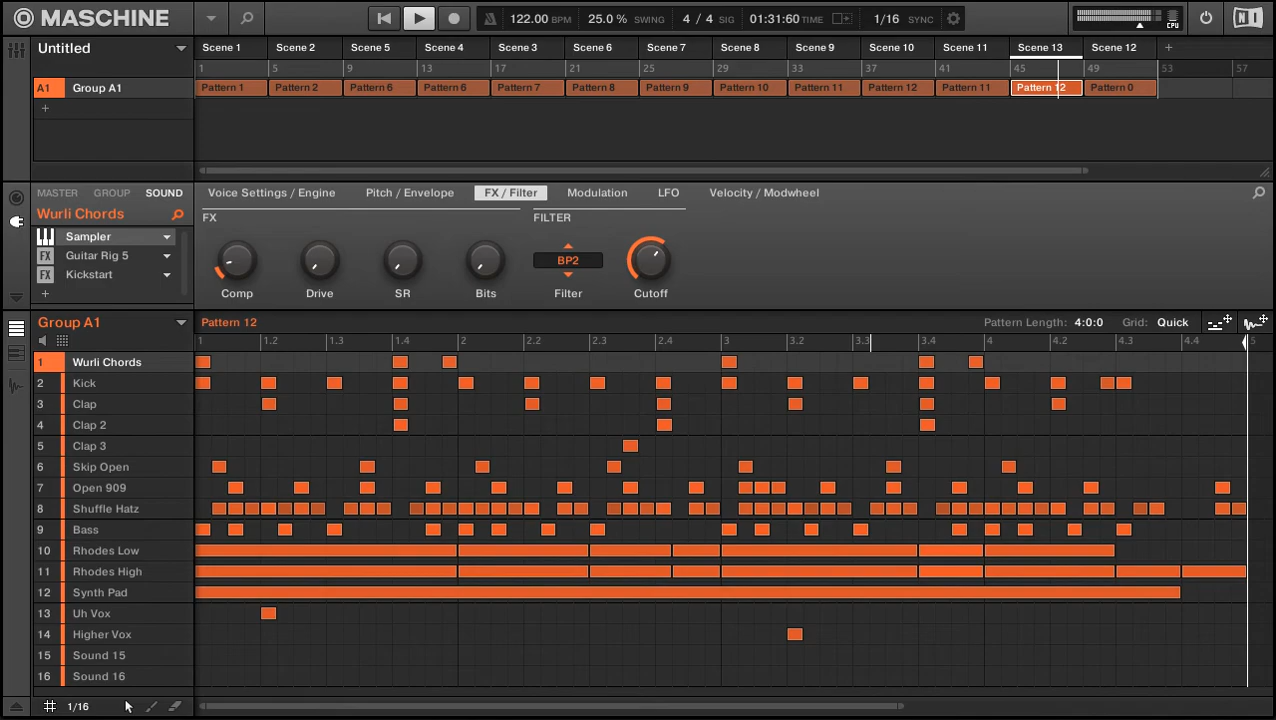 MASCHINE 122.00 BPM 25.0 % SWING 4 / 4 SIG 01:31:60 TIME 1/16 SYNC CPU NI
Untitled Scene 1 Scene 2 Scene 5 Scene 4 Scene 3 Scene 6 Scene 7 Scene 8 Scene 9 Scene 10 Scene 11 Scene 13 Scene 12 +
1 5 9 13 17 21 25 29 33 37 41 45 49 53 57
A1 Group A1 Pattern 1 Pattern 2 Pattern 6 Pattern 6 Pattern 7 Pattern 8 Pattern 9 Pattern 10 Pattern 11 Pattern 12 Pattern 11 Pattern 12 Pattern 0
+
MASTER GROUP SOUND Voice Settings / Engine Pitch / Envelope FX / Filter Modulation LFO Velocity / Modwheel
Wurli Chords FX FILTER
Sampler
FX Guitar Rig 5 BP2
FX Kickstart
+ Comp Drive SR Bits Filter Cutoff
Group A1 Pattern 12 Pattern Length: 4:0:0 Grid: Quick
1 1.2 1.3 1.4 2 2.2 2.3 2.4 3 3.2 3.3 3.4 4 4.2 4.3 4.4 5
1 Wurli Chords
2 Kick
3 Clap
4 Clap 2
5 Clap 3
6 Skip Open
7 Open 909
8 Shuffle Hatz
9 Bass
10 Rhodes Low
11 Rhodes High
12 Synth Pad
13 Uh Vox
14 Higher Vox
15 Sound 15
16 Sound 16
1/16